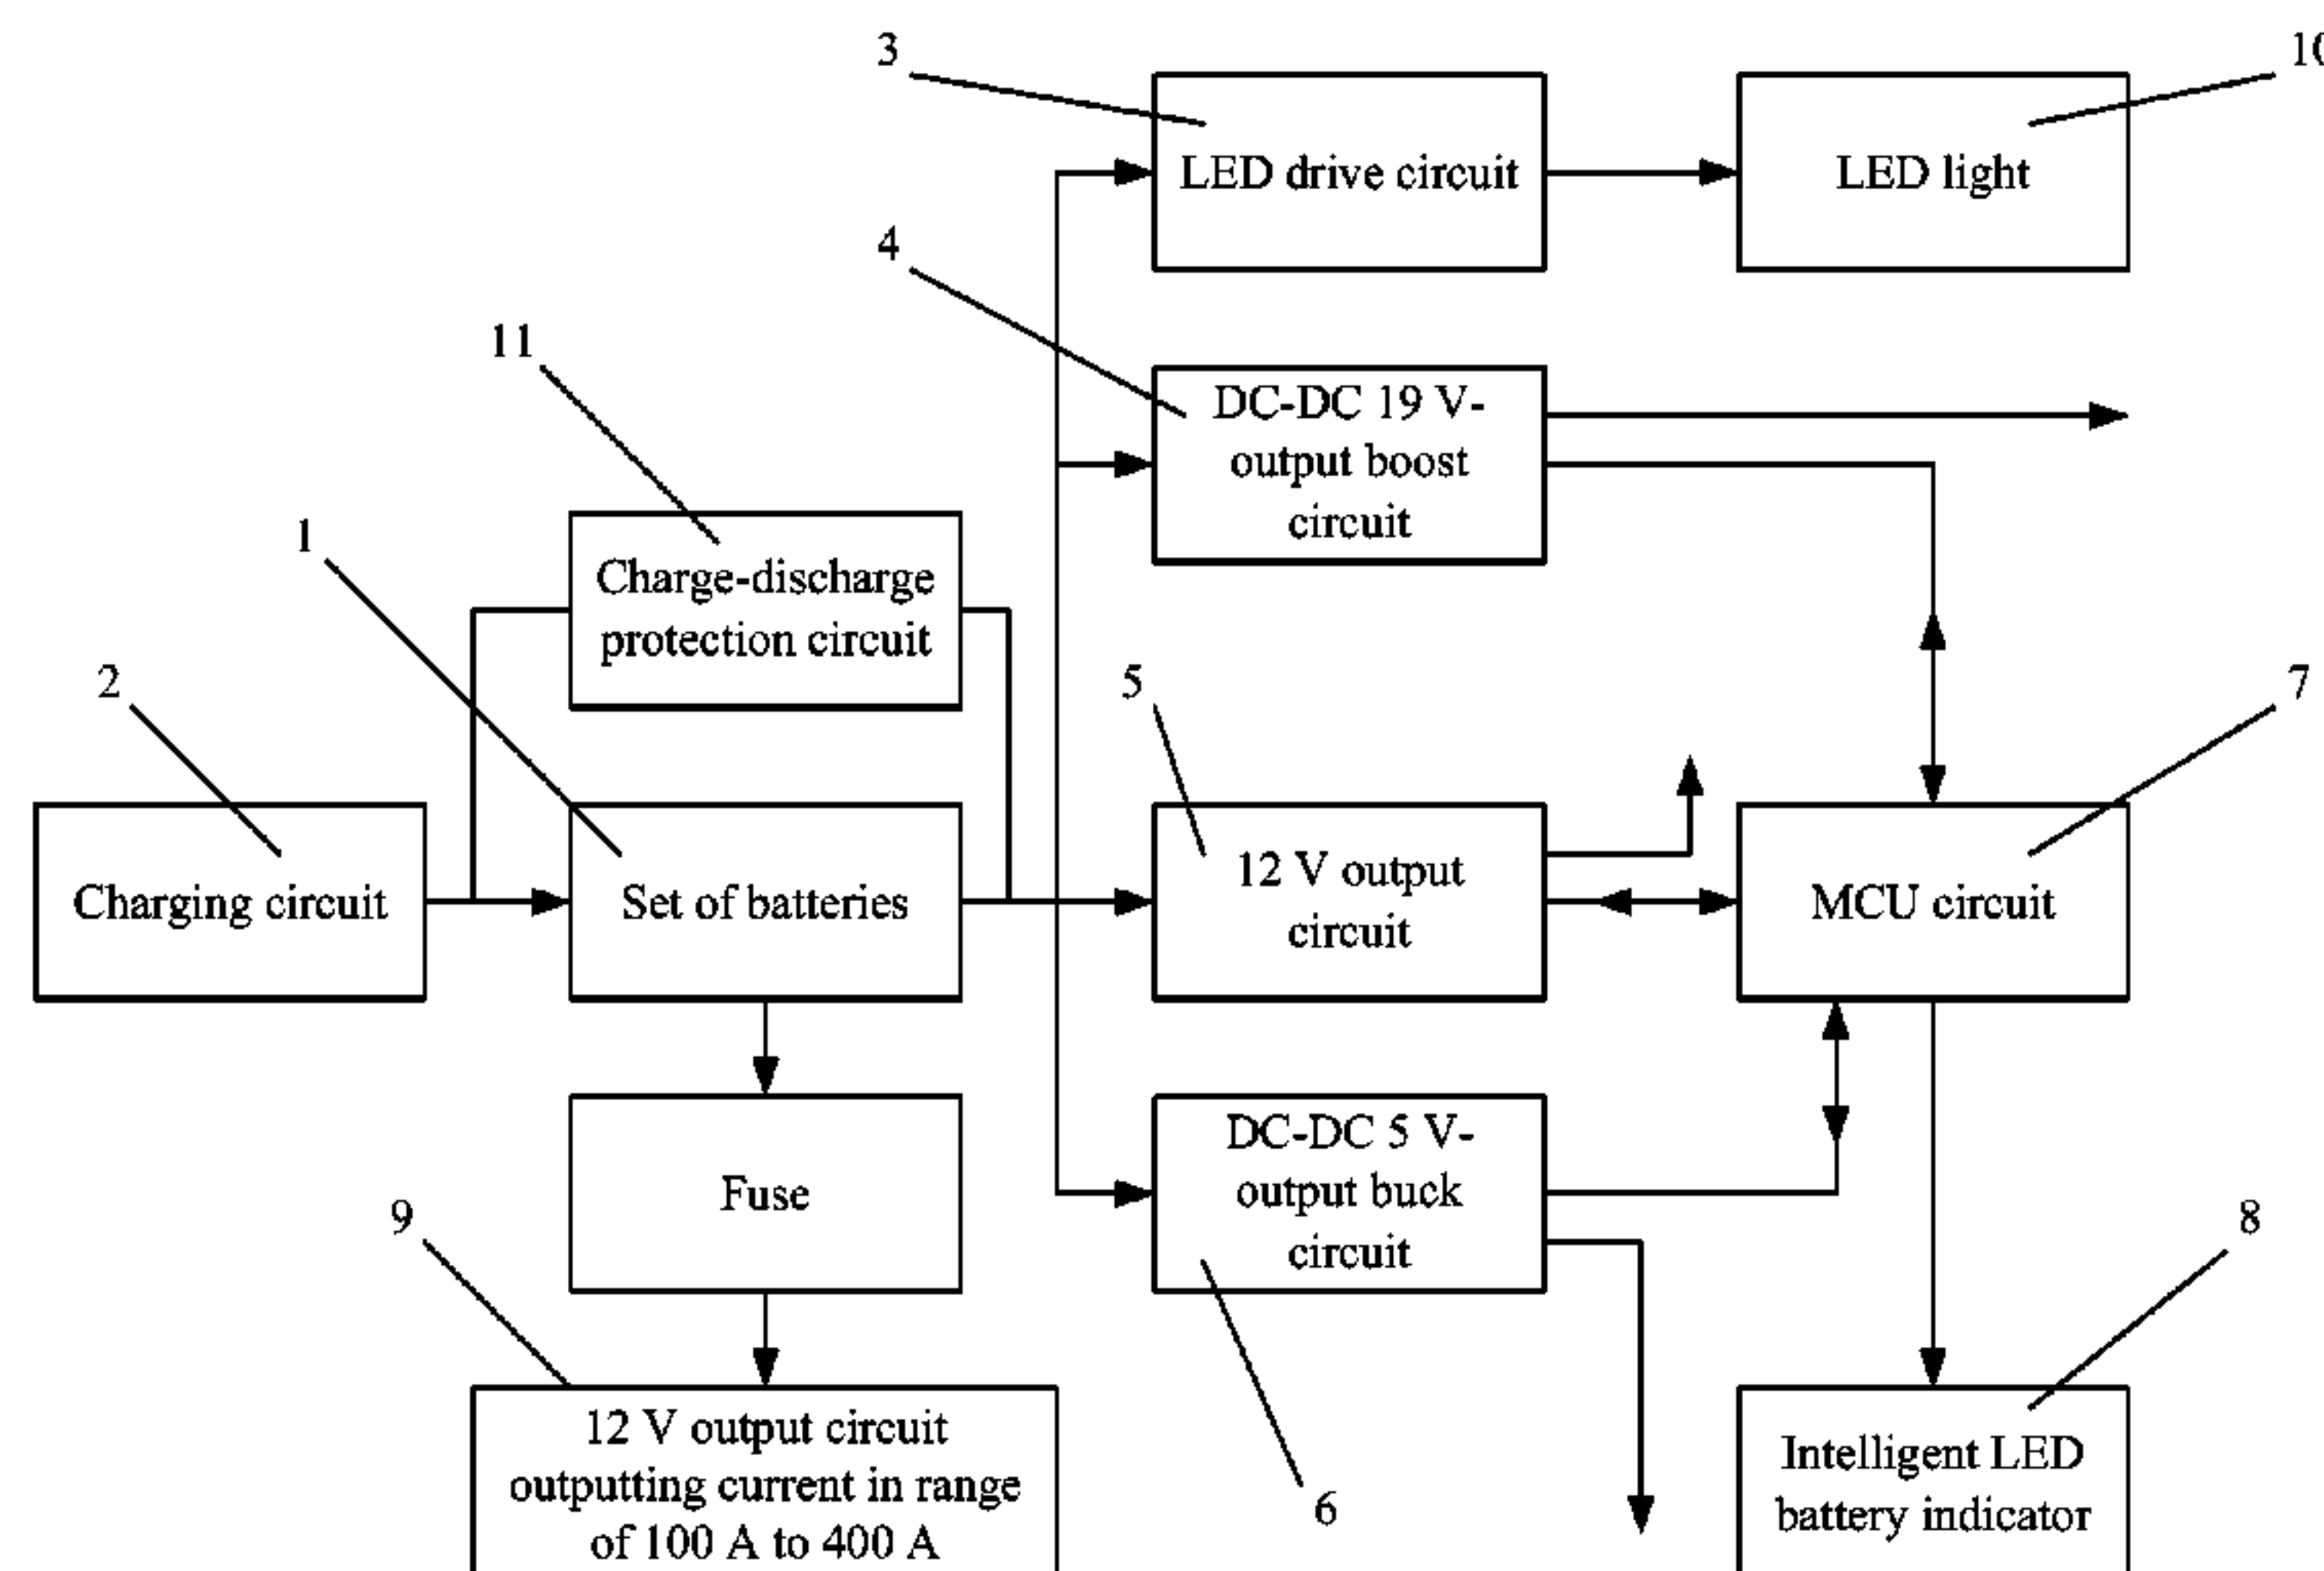 3
10
LED drive circuit
LED light
4
DC-DC 19 V-
output boost
circuit
11
Charge-discharge
protection circuit
1
2
5
7
Charging circuit
Set of batteries
12 V output
circuit
MCU circuit
Fuse
DC-DC 5 V-
output buck
circuit
9
8
12 V output circuit
outputting current in range
of 100 A to 400 A
6
Intelligent LED
battery indicator